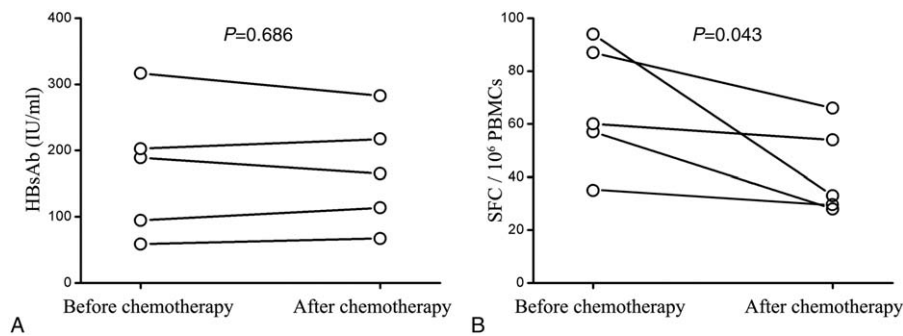 400
P=0.686
300
HBsAb (IU/ml)
200
100
0
Before chemotherapy After chemotherapy
A
100
P=0.043
80
SFC / 10⁶ PBMCs
60
40
20
0
Before chemotherapy After chemotherapy
B